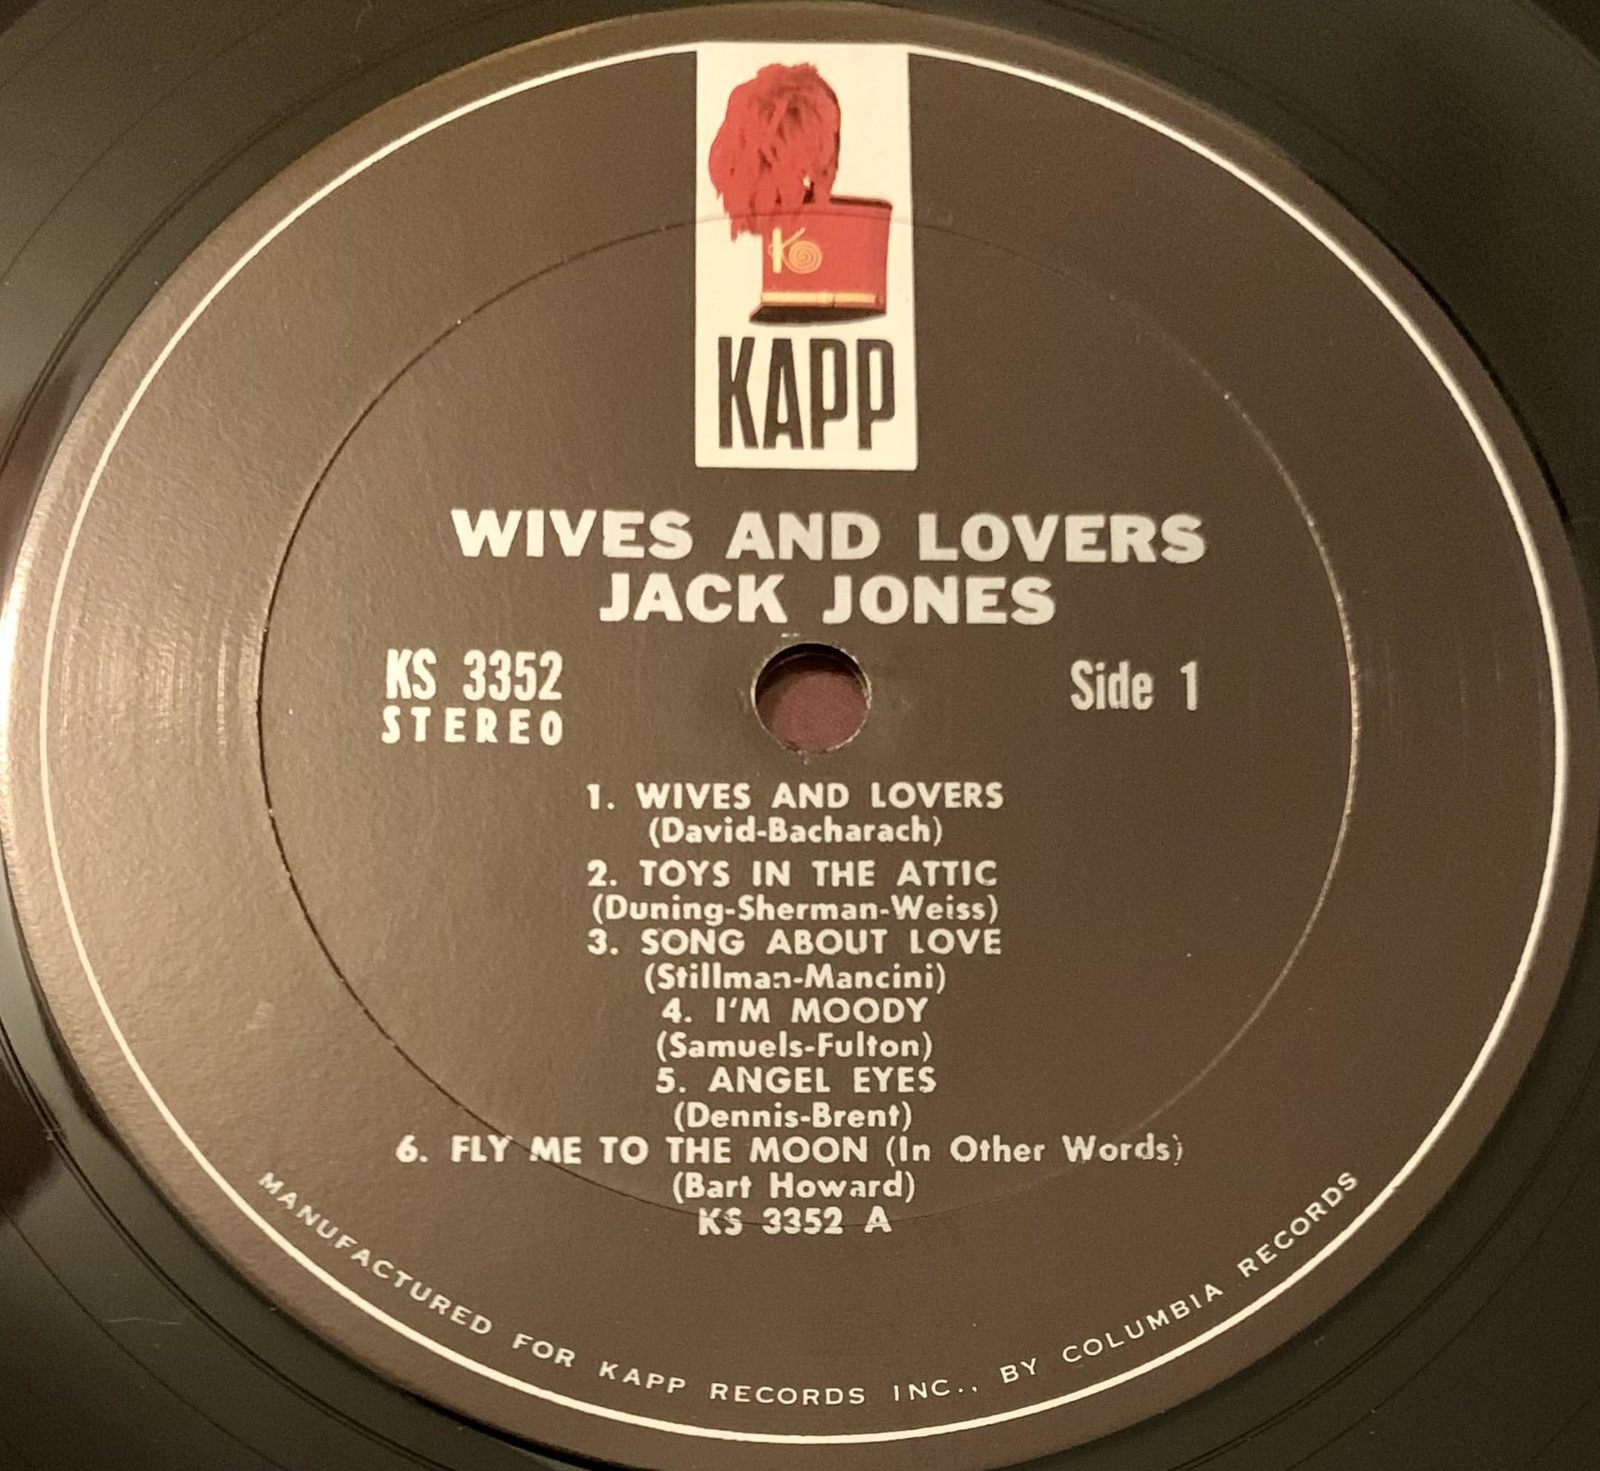 K
KAPP
WIVES AND LOVERS
JACK JONES
KS 3352
STEREO
Side 1
1. WIVES AND LOVERS
(David-Bacharach)
2. TOYS IN THE ATTIC
(Duning-Sherman-Weiss)
3. SONG ABOUT LOVE
(Stillman-Mancini)
4. I'M MOODY
(Samuels-Fulton)
5. ANGEL EYES
(Dennis-Brent)
6. FLY ME TO THE MOON (In Other Words)
(Bart Howard)
KS 3352 A
MANUFACTURED FOR KAPP RECORDS INC., BY COLUMBIA RECORDS